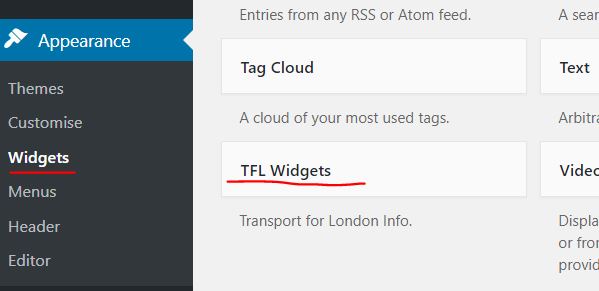 Appearance
Themes
Customise
Widgets
Menus
Header
Editor
Entries from any RSS or Atom feed.
Tag Cloud
A cloud of your most used tags.
TFL Widgets
Transport for London Info.
A sear
Text
Arbitra
Video
Displa
or fror
provid